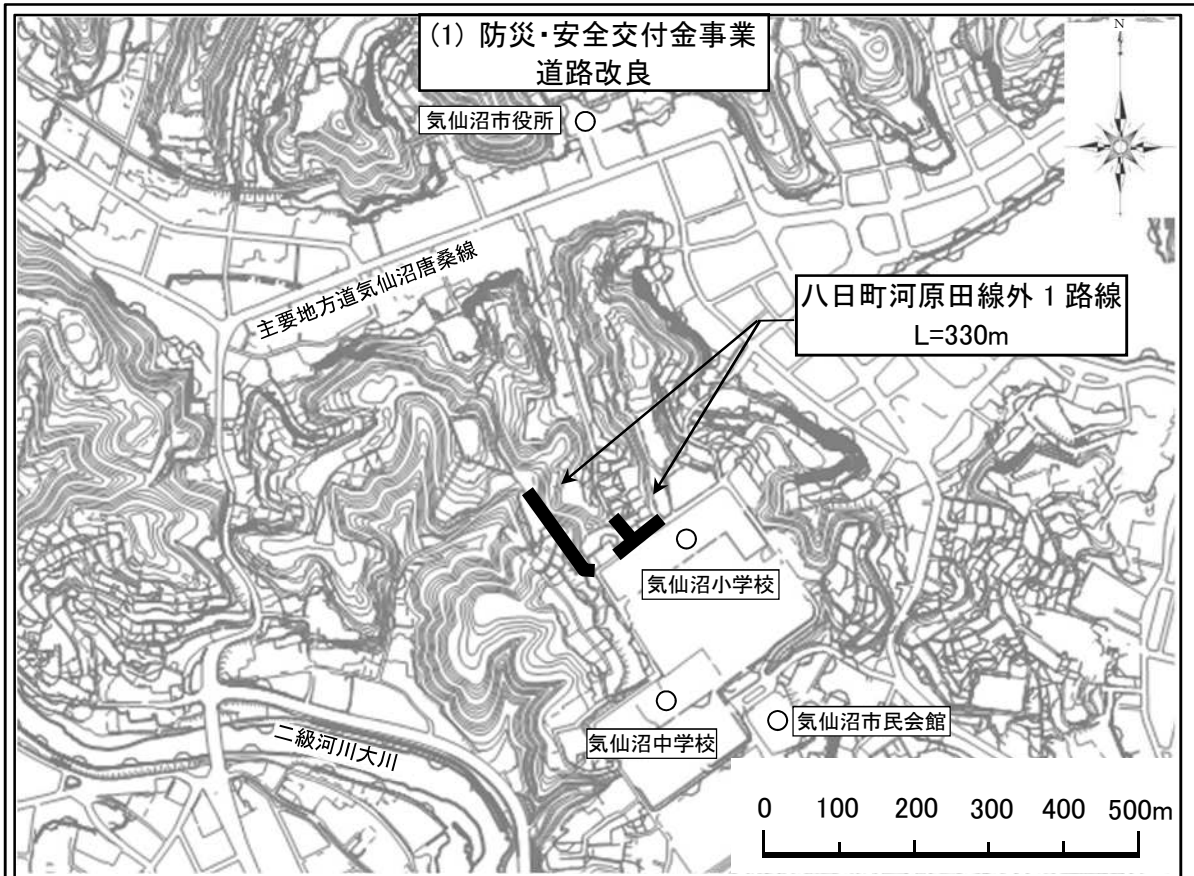 (1) 防災・安全交付金事業
道路改良
N
気仙沼市役所
主要地方道気仙沼唐桑線
八日町河原田線外1路線
L=330m
気仙沼小学校
気仙沼中学校
気仙沼市民会館
二級河川大川
0 100 200 300 400 500m